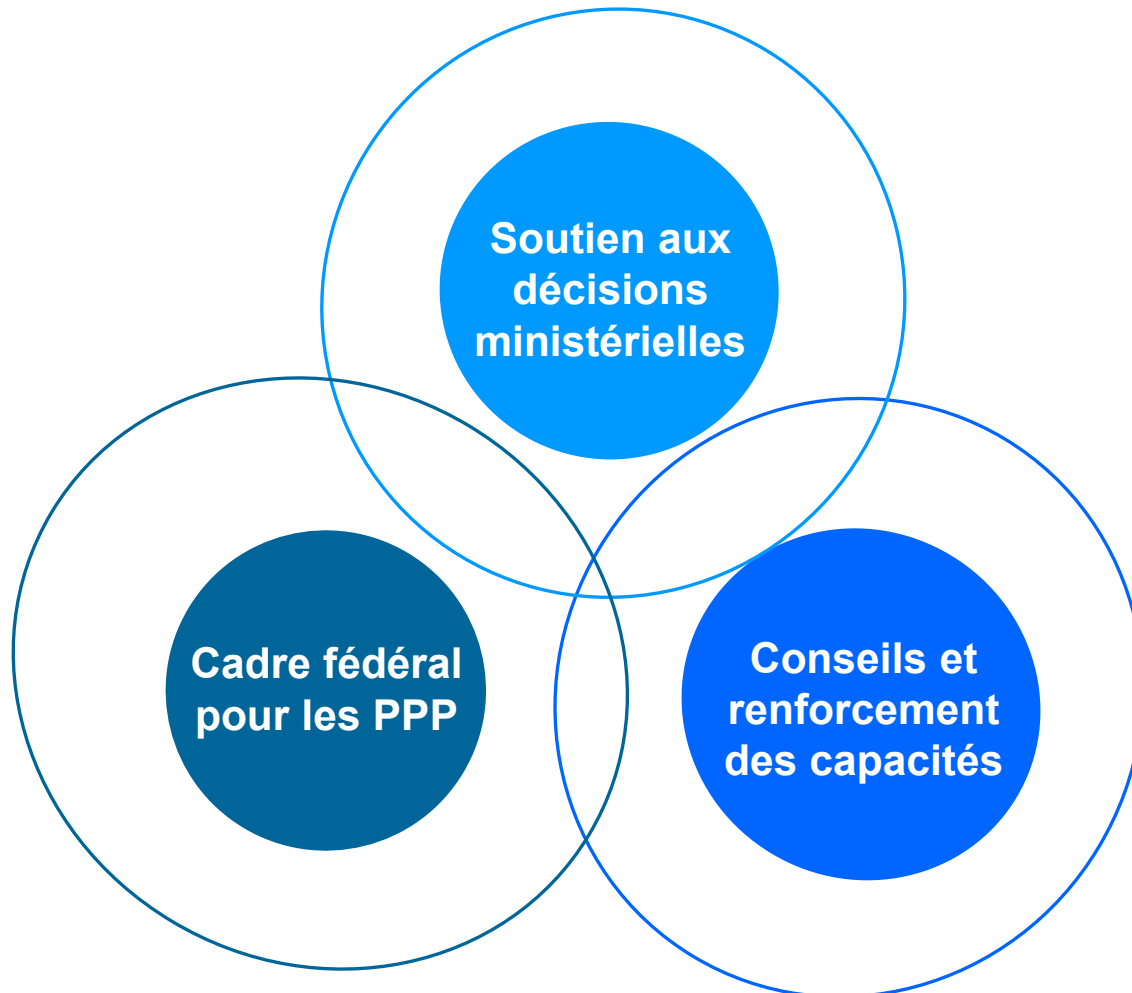 Soutien aux
décisions
ministérielles
Cadre fédéral
pour les PPP
Conseils et
renforcement
des capacités